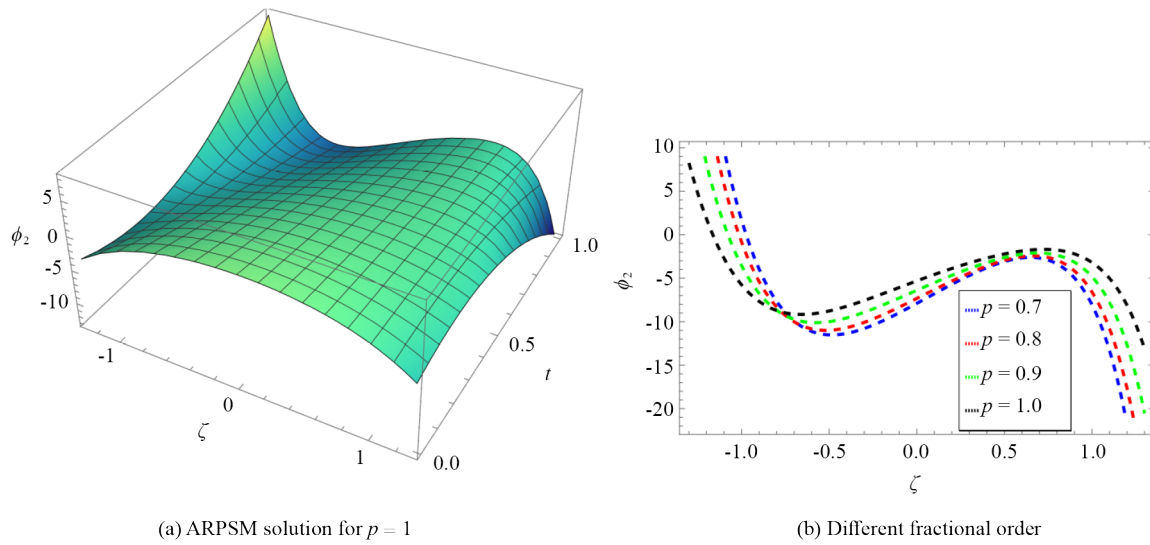 5
0
-5
-10
ϕ2
-1
0
1
ζ
0.0
0.5
1.0
t
10
5
0
-5
-10
-15
-20
ϕ2
-1.0
-0.5
0.0
0.5
1.0
ζ
p = 0.7
p = 0.8
p = 0.9
p = 1.0
(a) ARPSM solution for p = 1
(b) Different fractional order